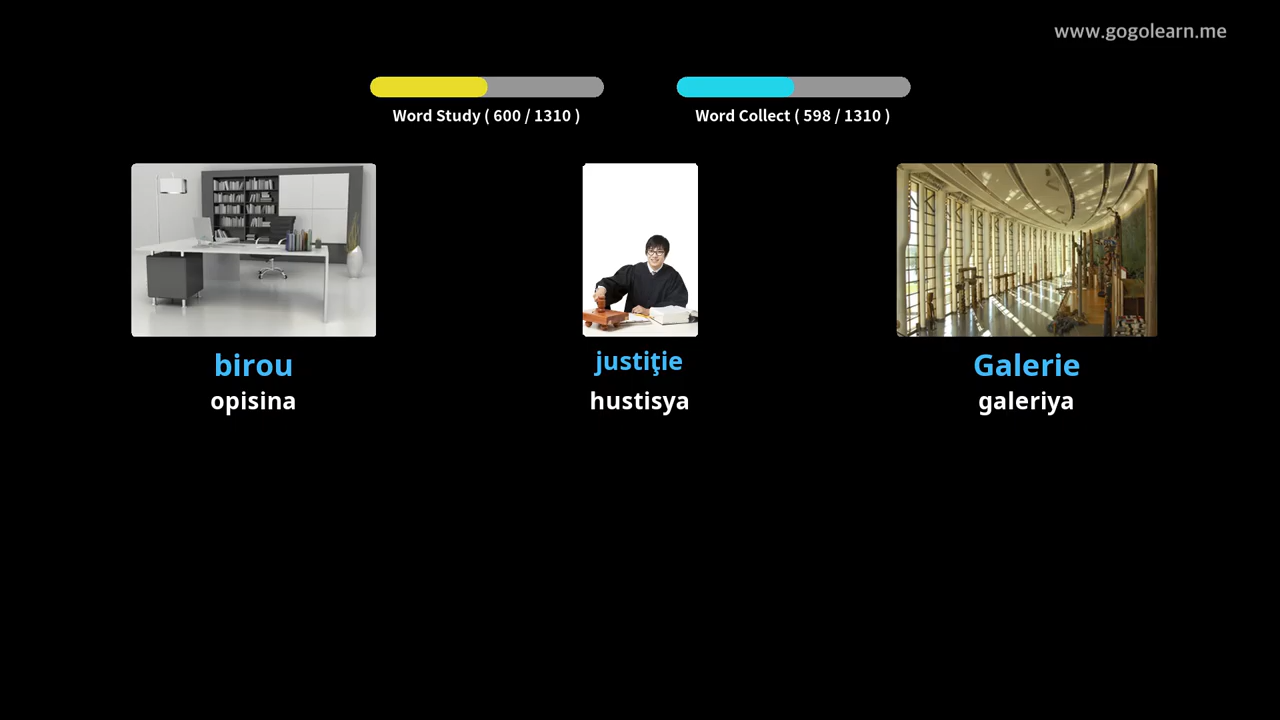 www.gogolearn.me
Word Study ( 600 / 1310 )
Word Collect ( 598 / 1310 )
birou
opisina
justiţie
hustisya
Galerie
galeriya